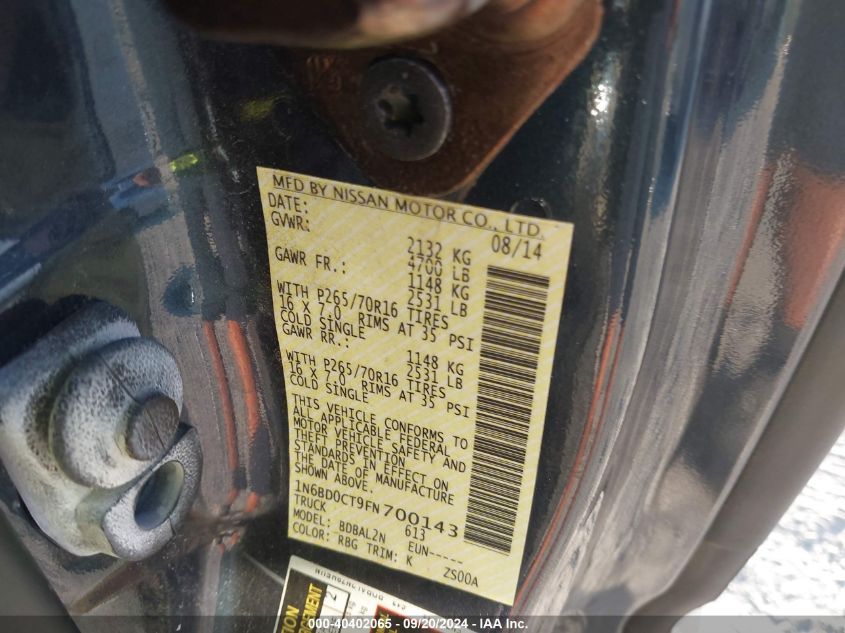 MFD BY NISSAN MOTOR CO., LTD.
DATE: 08/14
GVWR: 2132 KG
4700 LB
GAWR FR.: 1148 KG
2531 LB
WITH P265/70R16 TIRES
16 X 7.0 RIMS AT 35 PSI
COLD SINGLE
GAWR RR.: 1148 KG
2531 LB
WITH P265/70R16 TIRES
16 X 7.0 RIMS AT 35 PSI
COLD SINGLE
THIS VEHICLE CONFORMS TO
ALL APPLICABLE FEDERAL
MOTOR VEHICLE SAFETY AND
THEFT PREVENTION
STANDARDS IN EFFECT ON
THE DATE OF MANUFACTURE
SHOWN ABOVE.
1N6BD0CT9FN700143
TRUCK 613
MODEL: BDBAL2N EUN-----
COLOR: RBG TRIM: K ZS00A
2
000-40402065 - 09/20/2024 - IAA Inc.